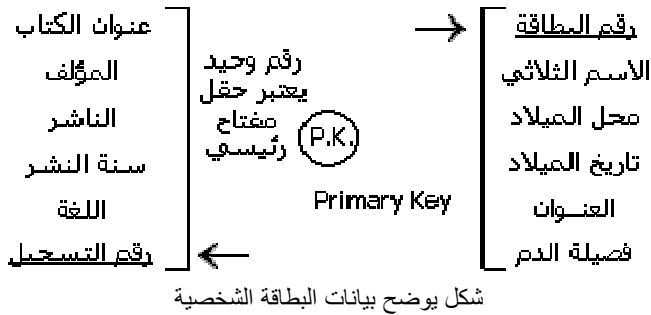 رقم البطاقة
الاسم الثلاثي
محل الميلاد
تاريخ الميلاد
العنــوان
فصيلة الدم
رقم وحيد
يعتبر حقل
مفتاح
رئيسي
P.K.
Primary Key
عنوان الكتاب
المؤلف
الناشر
سنة النشر
اللغة
رقم التسجيل
شكل يوضح بيانات البطاقة الشخصية